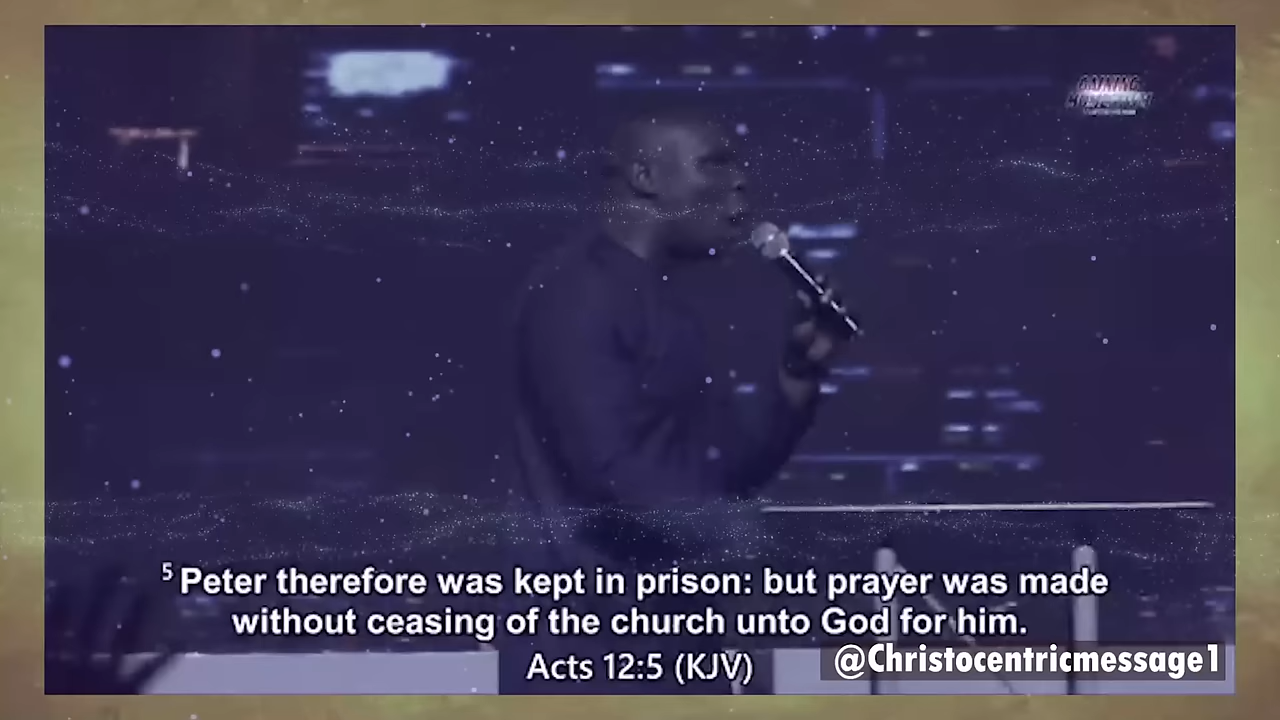 5 Peter therefore was kept in prison: but prayer was made
without ceasing of the church unto God for him.
Acts 12:5 (KJV)
@Christocentricmessage1